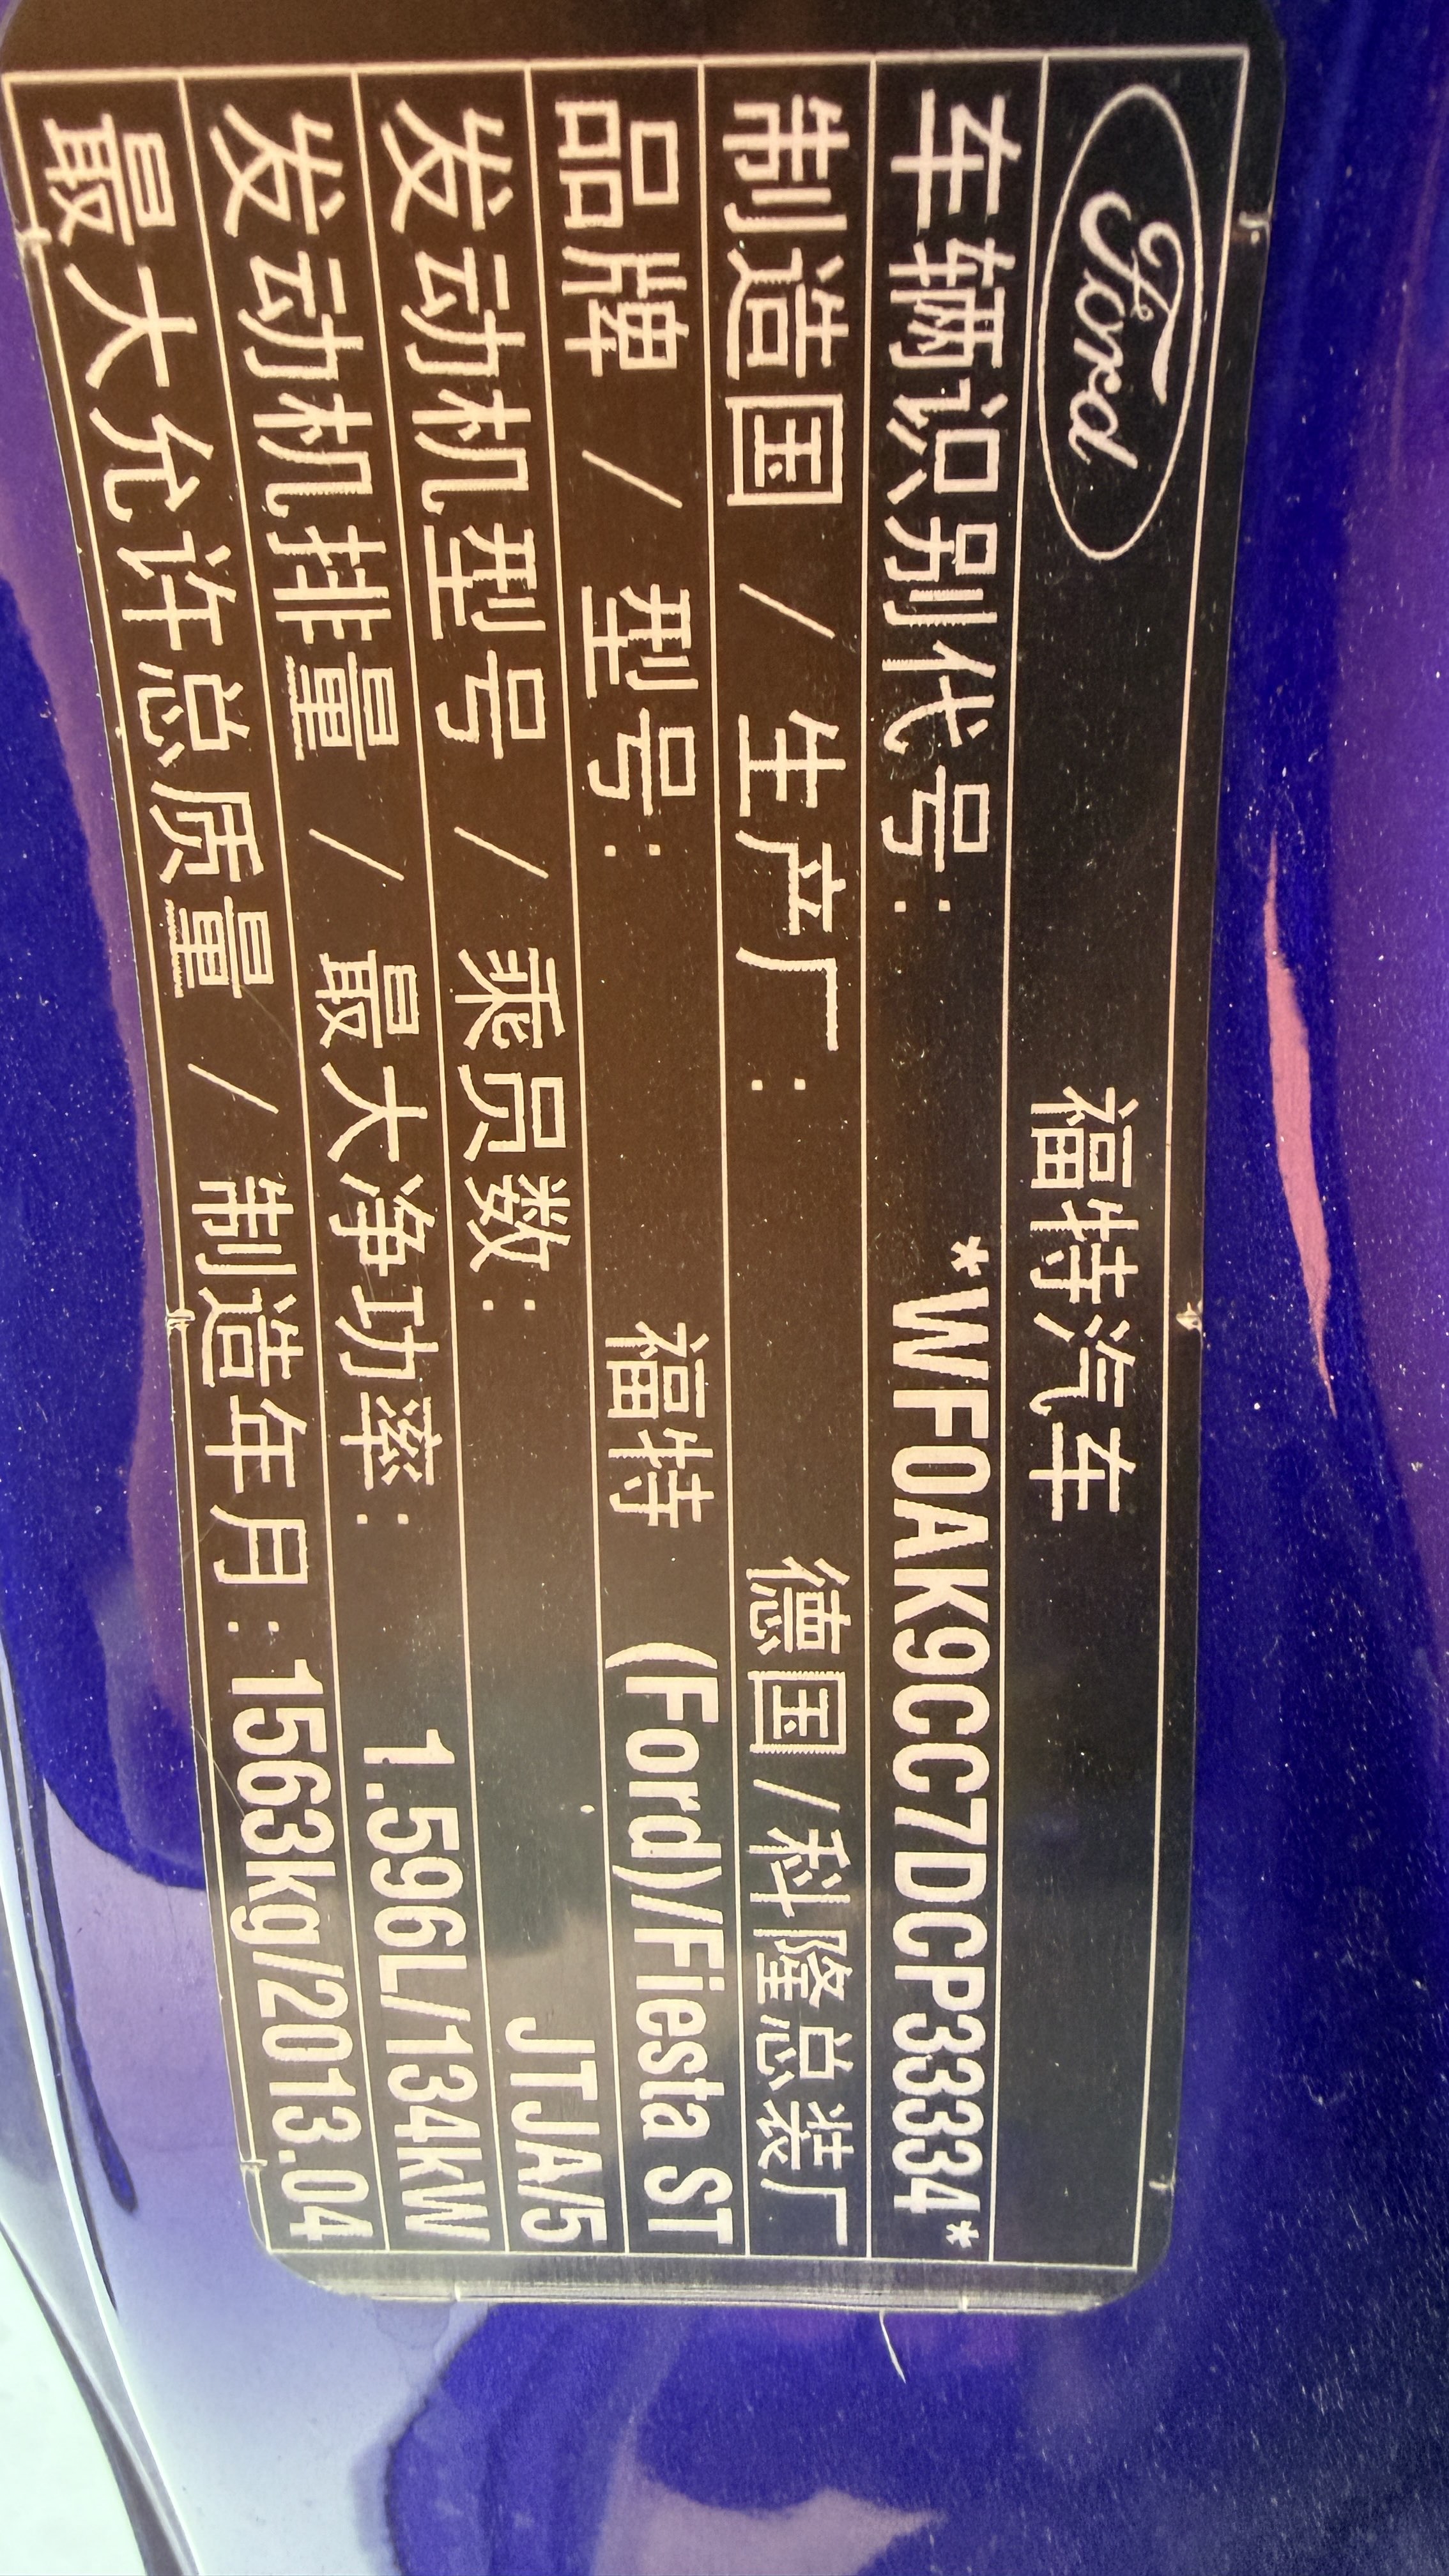 Ford
福特汽车
车辆识别代号: *WF0AK9CC7DCP33334*
制造国 / 生产厂: 德国/科隆总装厂
品牌 / 型号: 福特 (Ford)/Fiesta ST
发动机型号 / 乘员数: JTJA/5
发动机排量 / 最大净功率: 1.596L/134kW
最大允许总质量 / 制造年月:1563kg/2013.04